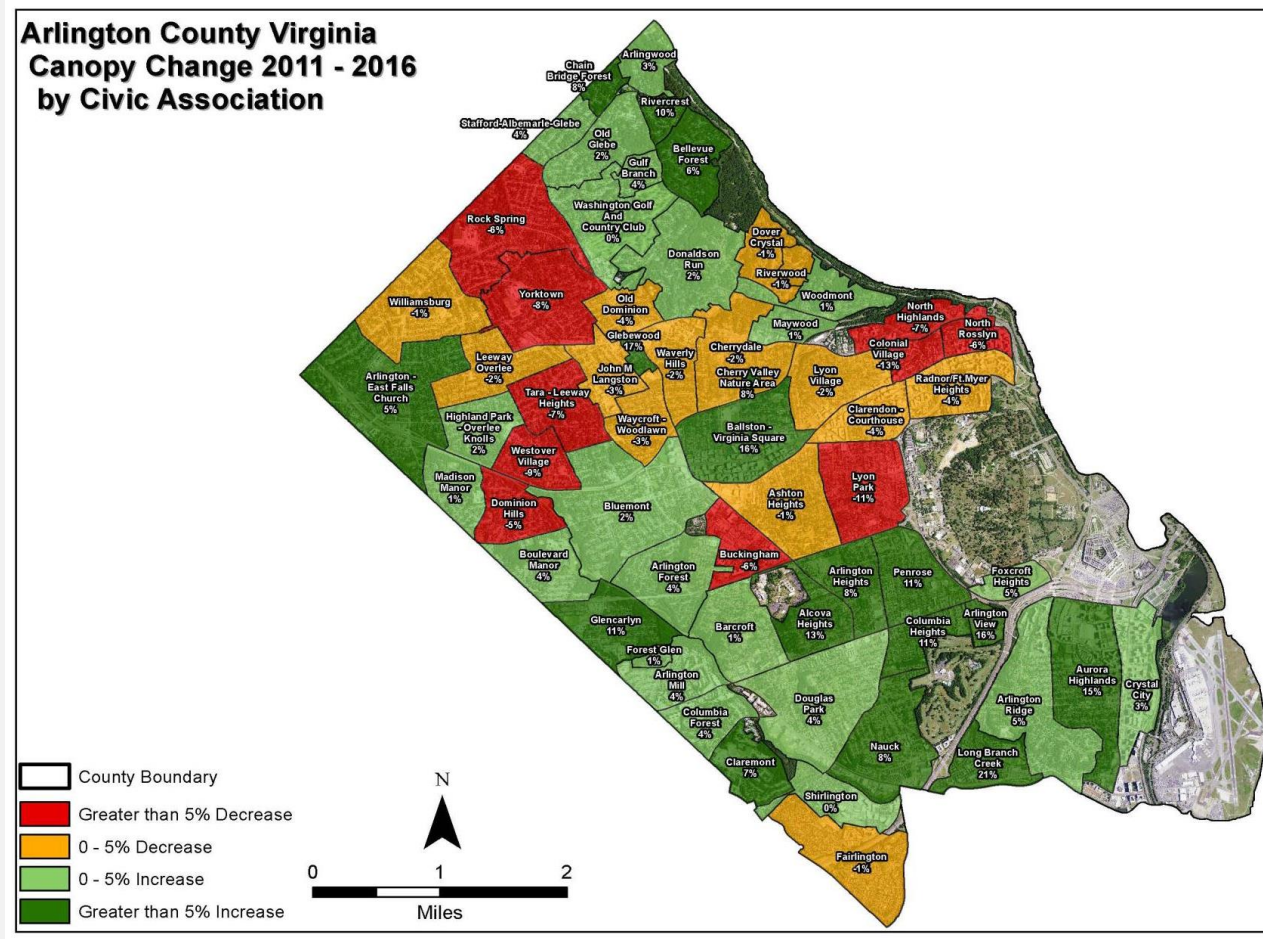 Arlington County Virginia
Canopy Change 2011 - 2016
by Civic Association
Arlingwood
3%
Chain
Bridge Forest
8%
Rivercrest
10%
Stafford-Albemarle-Glebe
4%
Old
Glebe
2%
Bellevue
Forest
6%
Gulf
Branch
4%
Rock Spring
-6%
Washington Golf
And
Country Club
0%
Dover
Crystal
-1%
Donaldson
Run
2%
Riverwood
-1%
Williamsburg
-1%
Yorktown
-8%
Old
Dominion
-4%
Woodmont
1%
North
Highlands
-7%
North
Rosslyn
-6%
Maywood
1%
Glebewood
17%
Colonial
Village
-13%
Cherrydale
-2%
Waverly
Hills
-2%
Leeway
Overlee
-2%
John M
Langston
-3%
Cherry Valley
Nature Area
8%
Lyon
Village
-2%
Radnor/Ft.Myer
Heights
-4%
Arlington -
East Falls
Church
5%
Tara - Leeway
Heights
-7%
Highland Park
- Overlee
Knolls
2%
Waycroft -
Woodlawn
-3%
Ballston -
Virginia Square
16%
Clarendon -
Courthouse
-4%
Westover
Village
-9%
Madison
Manor
1%
Lyon
Park
-11%
Ashton
Heights
-1%
Dominion
Hills
-5%
Bluemont
2%
Boulevard
Manor
4%
Arlington
Forest
4%
Buckingham
-6%
Arlington
Heights
8%
Penrose
11%
Foxcroft
Heights
5%
Glencarlyn
11%
Barcroft
1%
Alcova
Heights
13%
Columbia
Heights
11%
Arlington
View
16%
Forest Glen
1%
Arlington
Mill
4%
Columbia
Forest
4%
Douglas
Park
4%
Arlington
Ridge
5%
Aurora
Highlands
15%
Crystal
City
3%
Claremont
7%
Nauck
8%
Long Branch
Creek
21%
Shirlington
0%
Fairlington
-1%
County Boundary
Greater than 5% Decrease
0 - 5% Decrease
0 - 5% Increase
Greater than 5% Increase
N
0 1 2
Miles